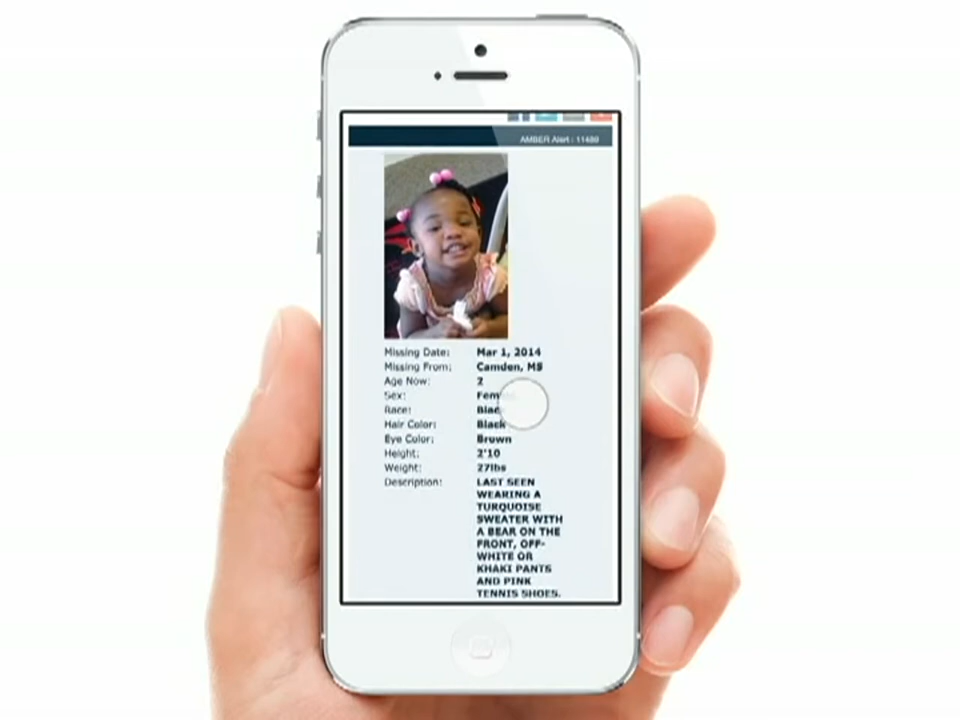 AMBER Alert : 11489
Missing Date: Mar 1, 2014
Missing From: Camden, MS
Age Now: 2
Sex:
Race:
Hair Color: Black
Eye Color: Brown
Height: 2'10
Weight: 27lbs
Description: LAST SEEN
WEARING A
TURQUOISE
SWEATER WITH
A BEAR ON THE
FRONT, OFF-
WHITE OR
KHAKI PANTS
AND PINK
TENNIS SHOES.